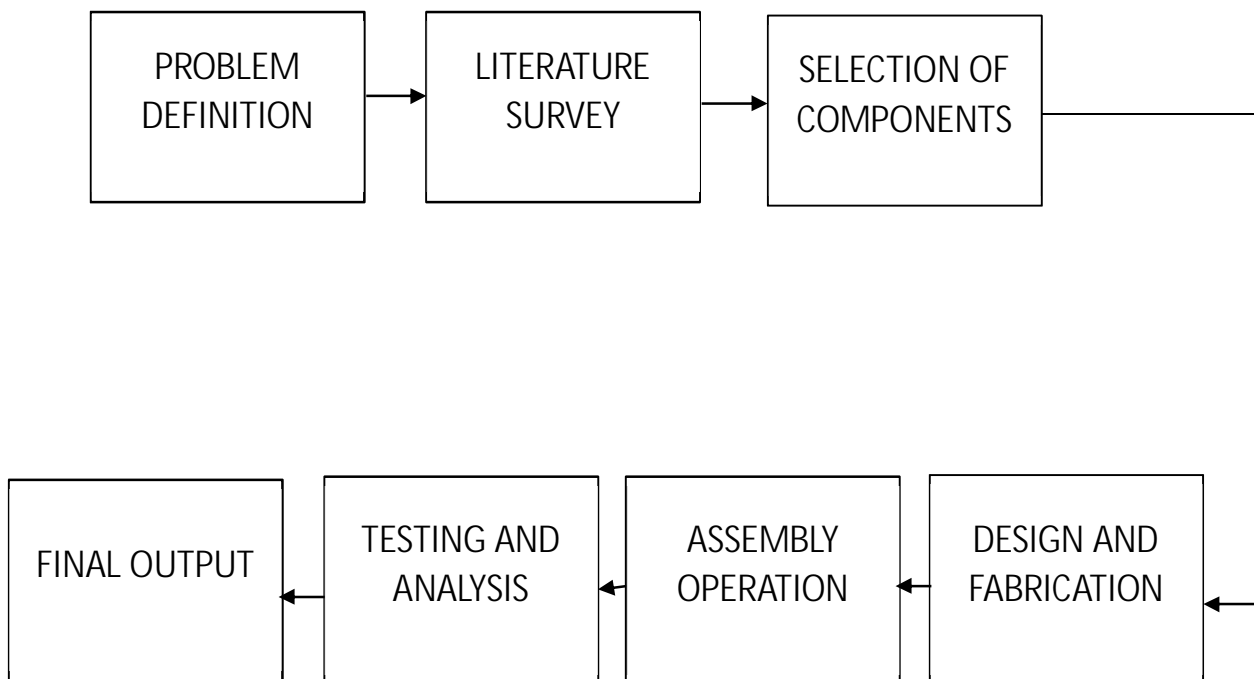 PROBLEM
DEFINITION
LITERATURE
SURVEY
SELECTION OF
COMPONENTS
FINAL OUTPUT
TESTING AND
ANALYSIS
ASSEMBLY
OPERATION
DESIGN AND
FABRICATION